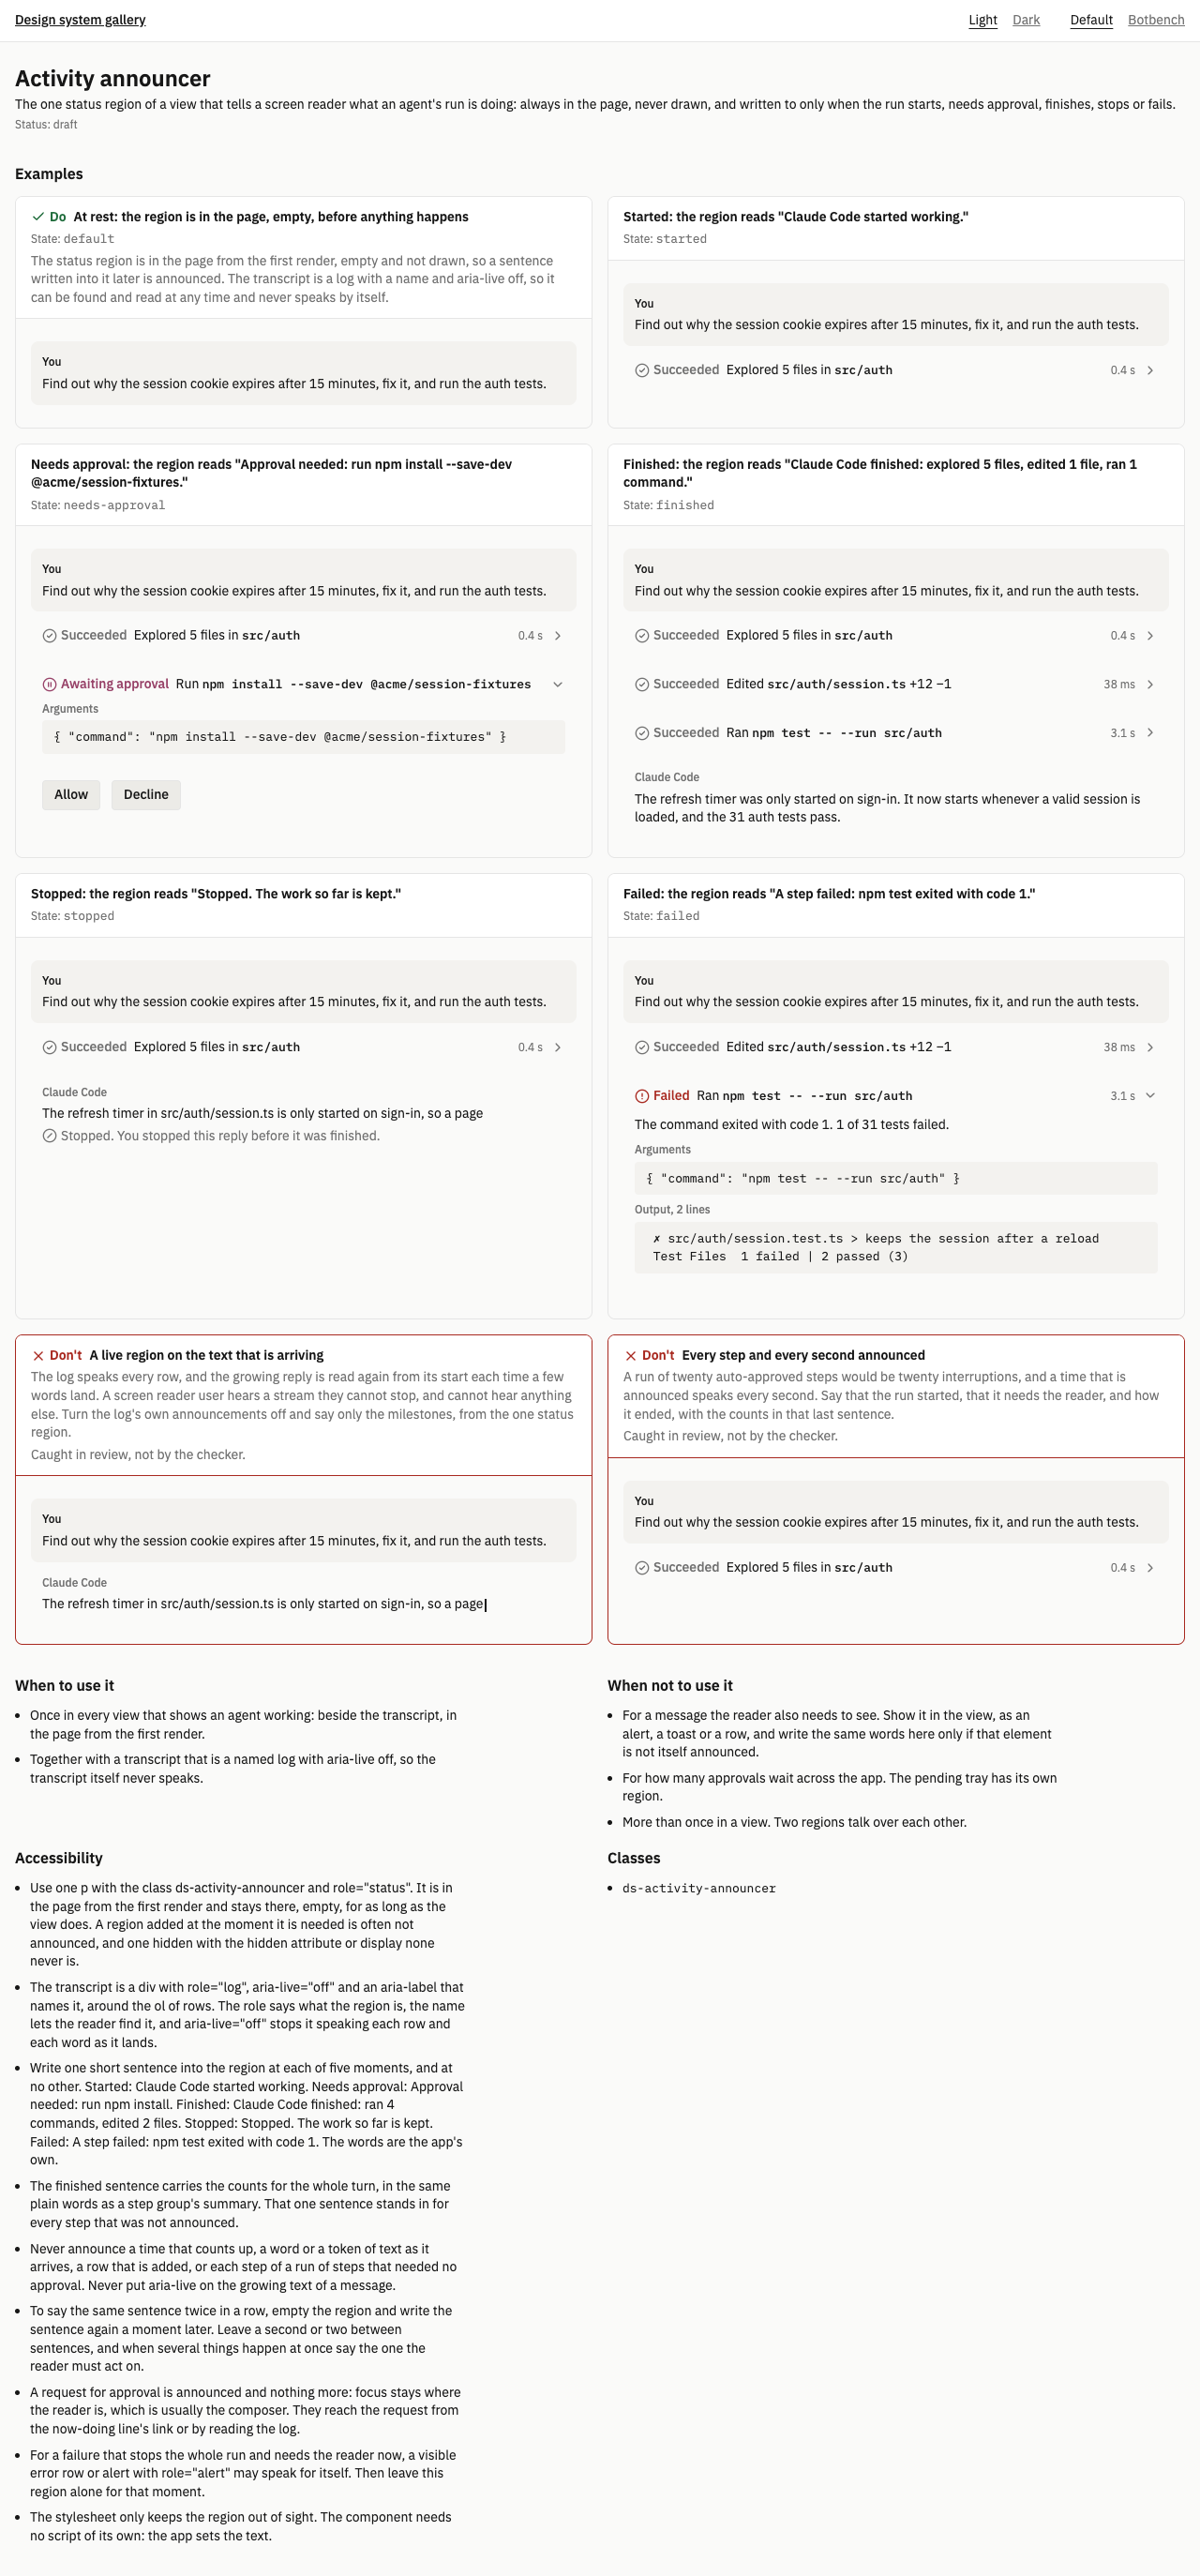 Design system gallery
Light Dark Default Botbench
Activity announcer
The one status region of a view that tells a screen reader what an agent's run is doing: always in the page, never drawn, and written to only when the run starts, needs approval, finishes, stops or fails.
Status: draft
Examples
Do At rest: the region is in the page, empty, before anything happens
State: default
The status region is in the page from the first render, empty and not drawn, so a sentence
written into it later is announced. The transcript is a log with a name and aria-live off, so it
can be found and read at any time and never speaks by itself.
You
Find out why the session cookie expires after 15 minutes, fix it, and run the auth tests.
Started: the region reads "Claude Code started working."
State: started
You
Find out why the session cookie expires after 15 minutes, fix it, and run the auth tests.
Succeeded Explored 5 files in src/auth 0.4 s
Needs approval: the region reads "Approval needed: run npm install --save-dev
@acme/session-fixtures."
State: needs-approval
You
Find out why the session cookie expires after 15 minutes, fix it, and run the auth tests.
Succeeded Explored 5 files in src/auth 0.4 s
Awaiting approval Run npm install --save-dev @acme/session-fixtures
Arguments
{ "command": "npm install --save-dev @acme/session-fixtures" }
Allow Decline
Finished: the region reads "Claude Code finished: explored 5 files, edited 1 file, ran 1
command."
State: finished
You
Find out why the session cookie expires after 15 minutes, fix it, and run the auth tests.
Succeeded Explored 5 files in src/auth 0.4 s
Succeeded Edited src/auth/session.ts +12 −1 38 ms
Succeeded Ran npm test -- --run src/auth 3.1 s
Claude Code
The refresh timer was only started on sign-in. It now starts whenever a valid session is
loaded, and the 31 auth tests pass.
Stopped: the region reads "Stopped. The work so far is kept."
State: stopped
You
Find out why the session cookie expires after 15 minutes, fix it, and run the auth tests.
Succeeded Explored 5 files in src/auth 0.4 s
Claude Code
The refresh timer in src/auth/session.ts is only started on sign-in, so a page
Stopped. You stopped this reply before it was finished.
Failed: the region reads "A step failed: npm test exited with code 1."
State: failed
You
Find out why the session cookie expires after 15 minutes, fix it, and run the auth tests.
Succeeded Edited src/auth/session.ts +12 −1 38 ms
Failed Ran npm test -- --run src/auth 3.1 s
The command exited with code 1. 1 of 31 tests failed.
Arguments
{ "command": "npm test -- --run src/auth" }
Output, 2 lines
✗ src/auth/session.test.ts > keeps the session after a reload
Test Files 1 failed | 2 passed (3)
Don't A live region on the text that is arriving
The log speaks every row, and the growing reply is read again from its start each time a few
words land. A screen reader user hears a stream they cannot stop, and cannot hear anything
else. Turn the log's own announcements off and say only the milestones, from the one status
region.
Caught in review, not by the checker.
You
Find out why the session cookie expires after 15 minutes, fix it, and run the auth tests.
Claude Code
The refresh timer in src/auth/session.ts is only started on sign-in, so a page
Don't Every step and every second announced
A run of twenty auto-approved steps would be twenty interruptions, and a time that is
announced speaks every second. Say that the run started, that it needs the reader, and how
it ended, with the counts in that last sentence.
Caught in review, not by the checker.
You
Find out why the session cookie expires after 15 minutes, fix it, and run the auth tests.
Succeeded Explored 5 files in src/auth 0.4 s
When to use it
Once in every view that shows an agent working: beside the transcript, in
the page from the first render.
Together with a transcript that is a named log with aria-live off, so the
transcript itself never speaks.
When not to use it
For a message the reader also needs to see. Show it in the view, as an
alert, a toast or a row, and write the same words here only if that element
is not itself announced.
For how many approvals wait across the app. The pending tray has its own
region.
More than once in a view. Two regions talk over each other.
Accessibility
Use one p with the class ds-activity-announcer and role="status". It is in
the page from the first render and stays there, empty, for as long as the
view does. A region added at the moment it is needed is often not
announced, and one hidden with the hidden attribute or display none
never is.
The transcript is a div with role="log", aria-live="off" and an aria-label that
names it, around the ol of rows. The role says what the region is, the name
lets the reader find it, and aria-live="off" stops it speaking each row and
each word as it lands.
Write one short sentence into the region at each of five moments, and at
no other. Started: Claude Code started working. Needs approval: Approval
needed: run npm install. Finished: Claude Code finished: ran 4
commands, edited 2 files. Stopped: Stopped. The work so far is kept.
Failed: A step failed: npm test exited with code 1. The words are the app's
own.
The finished sentence carries the counts for the whole turn, in the same
plain words as a step group's summary. That one sentence stands in for
every step that was not announced.
Never announce a time that counts up, a word or a token of text as it
arrives, a row that is added, or each step of a run of steps that needed no
approval. Never put aria-live on the growing text of a message.
To say the same sentence twice in a row, empty the region and write the
sentence again a moment later. Leave a second or two between
sentences, and when several things happen at once say the one the
reader must act on.
A request for approval is announced and nothing more: focus stays where
the reader is, which is usually the composer. They reach the request from
the now-doing line's link or by reading the log.
For a failure that stops the whole run and needs the reader now, a visible
error row or alert with role="alert" may speak for itself. Then leave this
region alone for that moment.
The stylesheet only keeps the region out of sight. The component needs
no script of its own: the app sets the text.
Classes
ds-activity-announcer